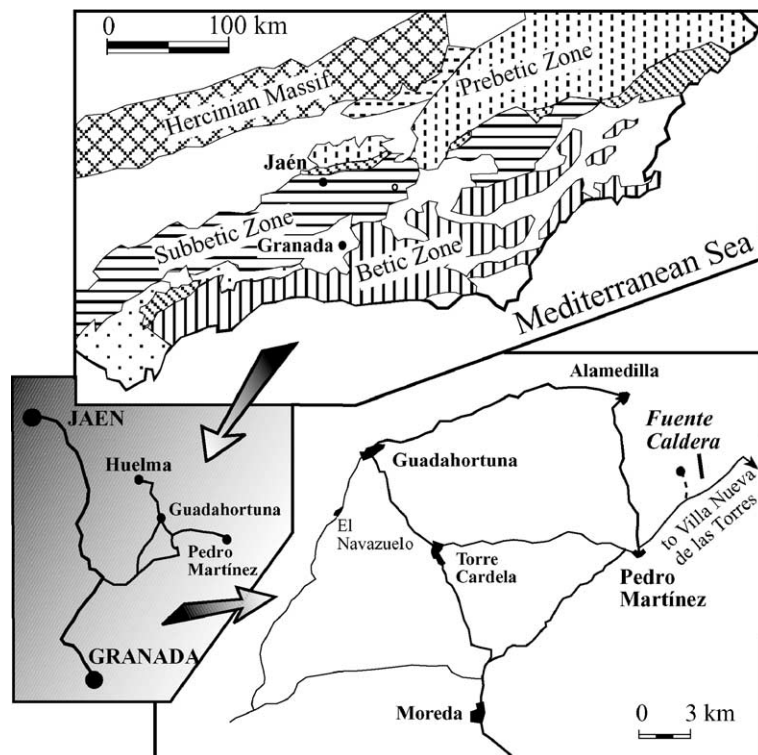 0 100 km
Hercinian Massif
Prebetic Zone
Jaén
Subbetic Zone
Granada
Betic Zone
Mediterranean Sea
JAEN
Huelma
Guadahortuna
Pedro
Martínez
GRANADA
Alamedilla
Fuente
Caldera
Guadahortuna
to Villa Nueva
de las Torres
El
Navazuelo
Torre
Cardela
Pedro
Martínez
Moreda
0 3 km